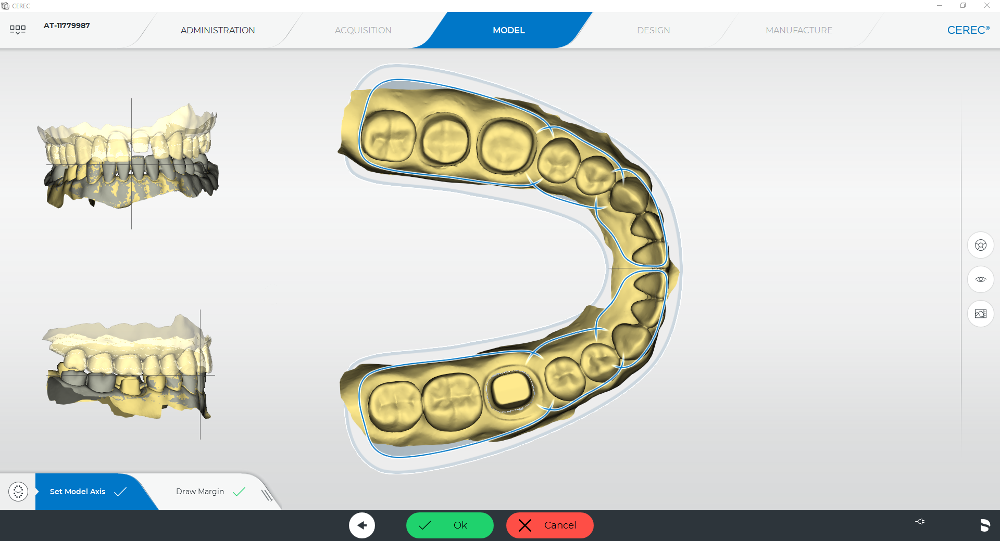 CEREC
AT-11779987
ADMINISTRATION
ACQUISITION
MODEL
DESIGN
MANUFACTURE
CEREC®
Set Model Axis
Draw Margin
Ok
Cancel